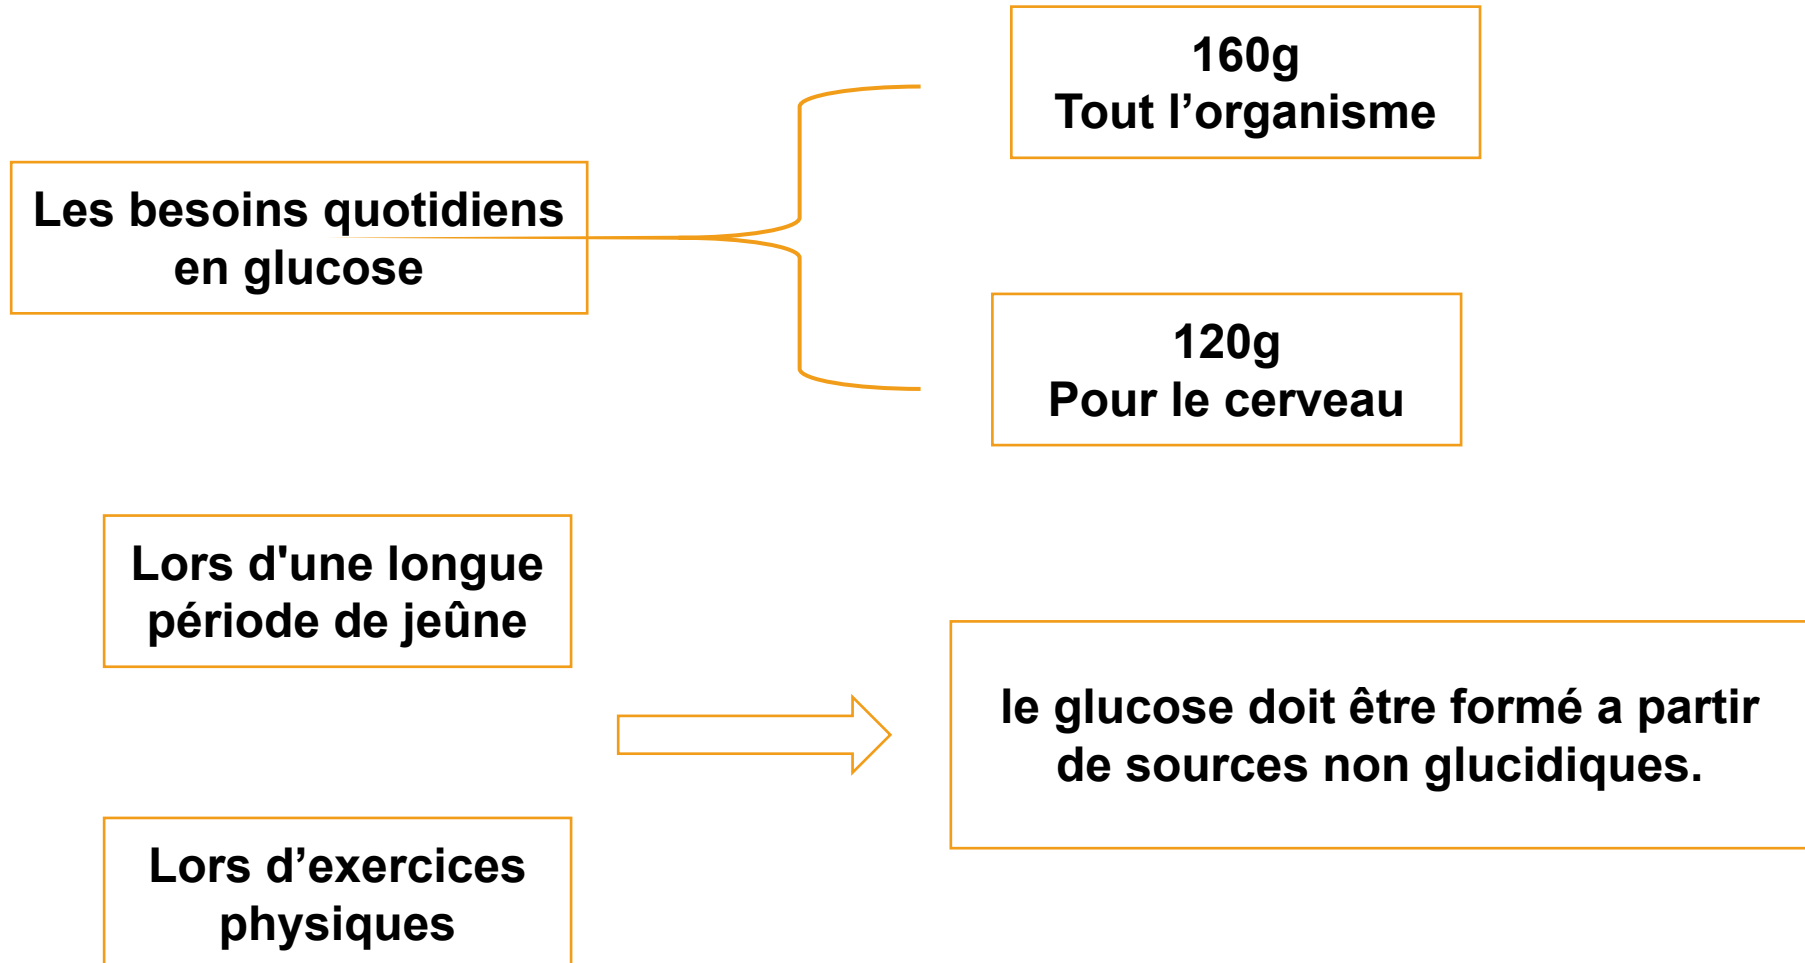 160g
Tout l’organisme
Les besoins quotidiens
en glucose
120g
Pour le cerveau
Lors d'une longue
période de jeûne
le glucose doit être formé a partir
de sources non glucidiques.
Lors d’exercices
physiques